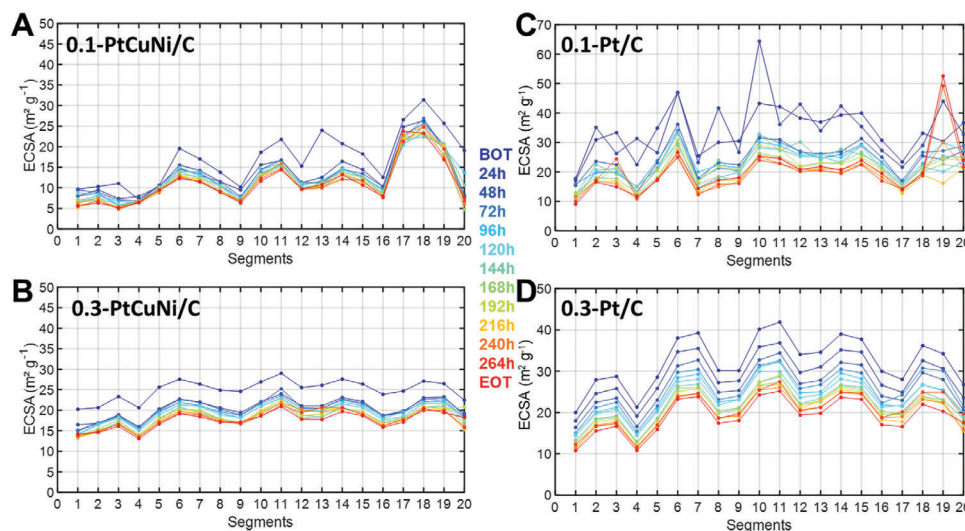 A
0.1-PtCuNi/C
ECSA (m² g⁻¹)
50
45
40
35
30
25
20
15
10
5
0
0 1 2 3 4 5 6 7 8 9 10 11 12 13 14 15 16 17 18 19 20
Segments
B
0.3-PtCuNi/C
ECSA (m² g⁻¹)
50
45
40
35
30
25
20
15
10
5
0
0 1 2 3 4 5 6 7 8 9 10 11 12 13 14 15 16 17 18 19 20
Segments
BOT
24h
48h
72h
96h
120h
144h
168h
192h
216h
240h
264h
EOT
C
0.1-Pt/C
ECSA (m² g⁻¹)
70
60
50
40
30
20
10
0
0 1 2 3 4 5 6 7 8 9 10 11 12 13 14 15 16 17 18 19 20
Segments
D
0.3-Pt/C
ECSA (m² g⁻¹)
50
40
30
20
10
0
0 1 2 3 4 5 6 7 8 9 10 11 12 13 14 15 16 17 18 19 20
Segments